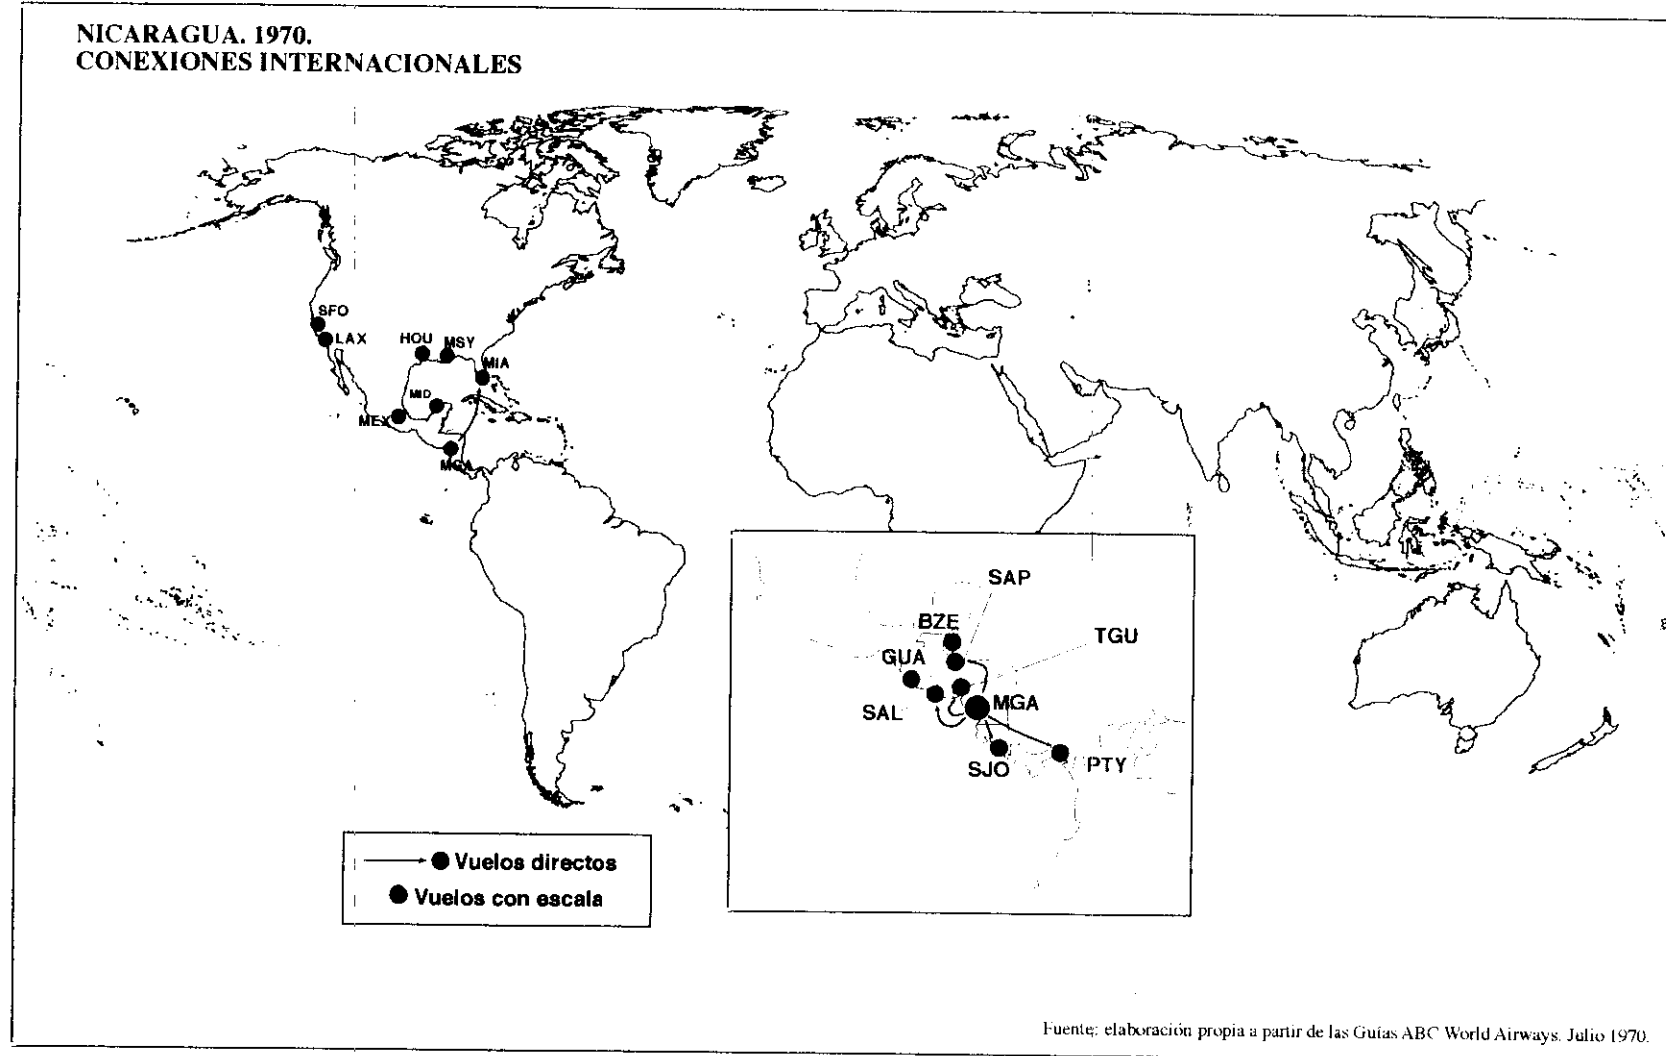 NICARAGUA. 1970.
CONEXIONES INTERNACIONALES
SFO
LAX
HOU
MSY
MIA
MID
MEX
MGA
SAP
BZE
TGU
GUA
MGA
SAL
SJO
PTY
Vuelos directos
Vuelos con escala
Fuente: elaboración propia a partir de las Guías ABC World Airways. Julio 1970.